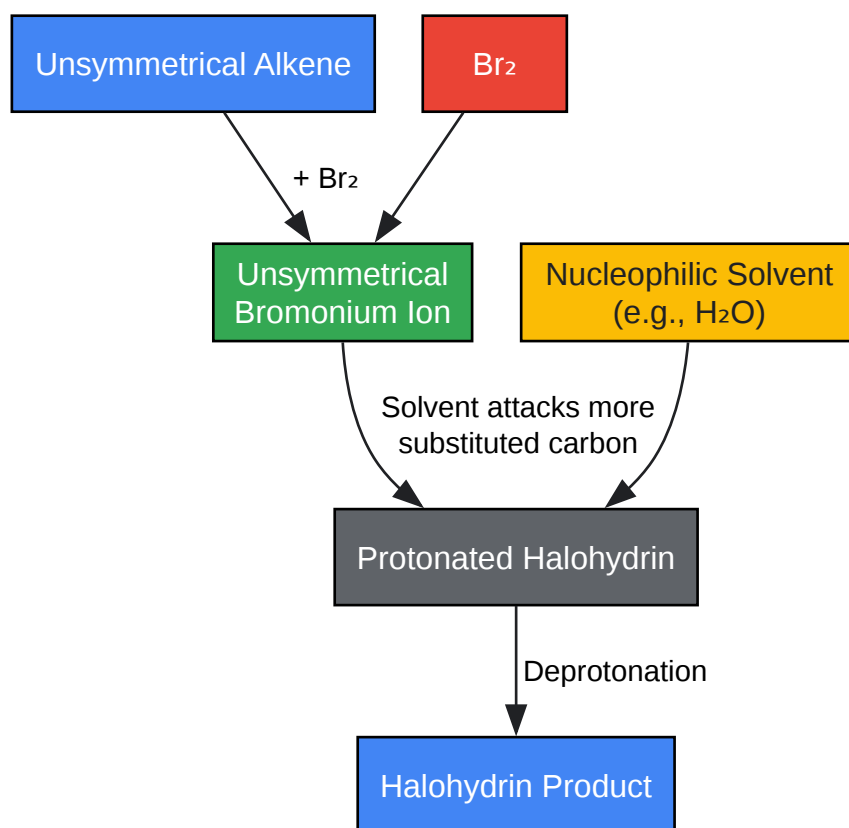 Unsymmetrical Alkene
Br₂
+ Br₂
Unsymmetrical
Bromonium Ion
Nucleophilic Solvent
(e.g., H₂O)
Solvent attacks more
substituted carbon
Protonated Halohydrin
Deprotonation
Halohydrin Product